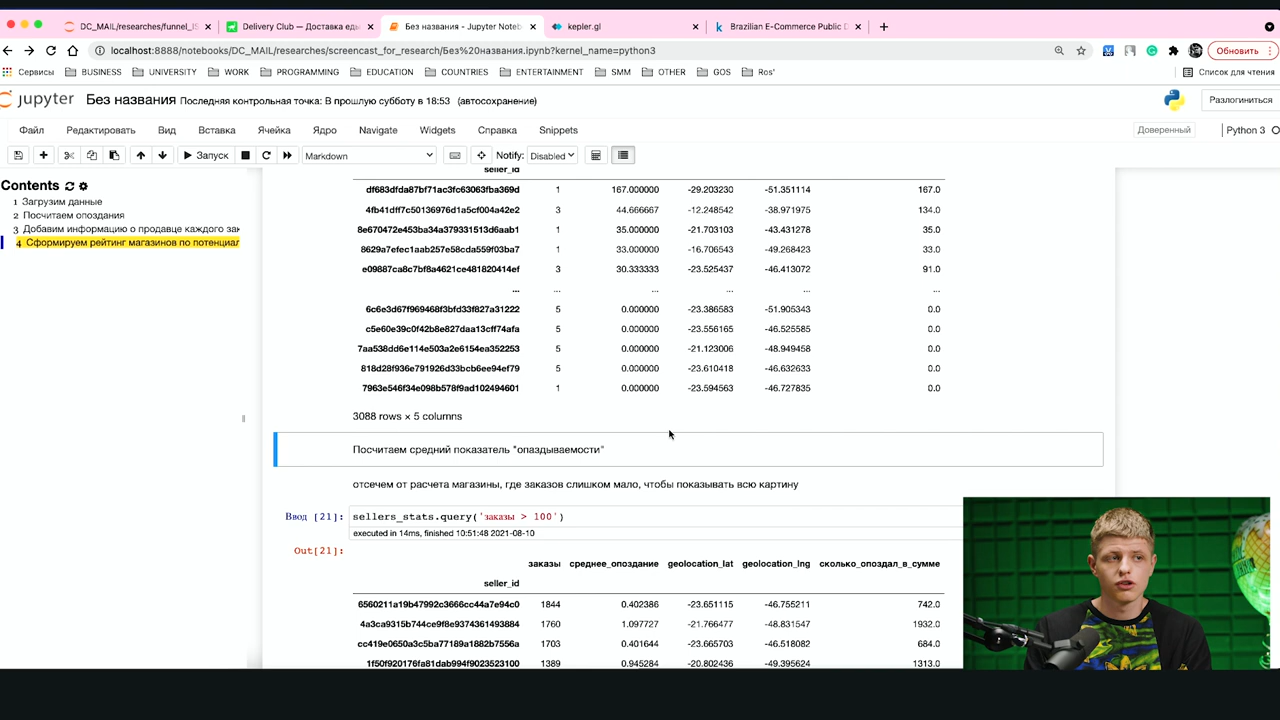 DC_MAIL/researches/funnel_IS
Delivery Club — Доставка еды
Без названия - Jupyter Noteb
kepler.gl
Brazilian E-Commerce Public D
localhost:8888/notebooks/DC_MAIL/researches/screencast_for_research/Без%20названия.ipynb?kernel_name=python3
Обновить
Сервисы BUSINESS UNIVERSITY WORK PROGRAMMING EDUCATION COUNTRIES ENTERTAINMENT SMM OTHER GOS Ros' Список для чтения
jupyter Без названия Последняя контрольная точка: В прошлую субботу в 18:53 (автосохранение) Разлогиниться
Файл Редактировать Вид Вставка Ячейка Ядро Navigate Widgets Справка Snippets Доверенный Python 3
Запуск Markdown Notify: Disabled
Contents
1 Загрузим данные
2 Посчитаем опоздания
3 Добавим информацию о продавце каждого зак
4 Сформируем рейтинг магазинов по потенциал
seller_id
df683dfda87bf71ac3fc63063fba369d 1 167.000000 -29.203230 -51.351114 167.0
4fb41dff7c50136976d1a5cf004a42e2 3 44.666667 -12.248542 -38.971975 134.0
8e670472e453ba34a379331513d6aab1 1 35.000000 -21.703103 -43.431278 35.0
8629a7efec1aab257e58cda559f03ba7 1 33.000000 -16.706543 -49.268423 33.0
e09887ca8c7bf8a4621ce481820414ef 3 30.333333 -23.525437 -46.413072 91.0
... ... ... ... ... ...
6c6e3d67f969468f3bfd33f827a31222 5 0.000000 -23.386583 -51.905343 0.0
c5e60e39c0f42b8e827daa13cff74afa 5 0.000000 -23.556165 -46.525585 0.0
7aa538dd6e114e503a2e6154ea352253 5 0.000000 -21.123006 -48.949458 0.0
818d28f936e791926d33bcb6ee94ef79 5 0.000000 -23.610418 -46.632633 0.0
7963e546f34e098b578f9ad102494601 1 0.000000 -23.594563 -46.727835 0.0
3088 rows × 5 columns
Посчитаем средний показатель "опаздываемости"
отсечем от расчета магазины, где заказов слишком мало, чтобы показывать всю картину
Ввод [21]: sellers_stats.query('заказы > 100')
executed in 14ms, finished 10:51:48 2021-08-10
Out[21]:
заказы среднее_опоздание geolocation_lat geolocation_lng сколько_опоздал_в_сумме
seller_id
6560211a19b47992c3666cc44a7e94c0 1844 0.402386 -23.651115 -46.755211 742.0
4a3ca9315b744ce9f8e9374361493884 1760 1.097727 -21.766477 -48.831547 1932.0
cc419e0650a3c5ba77189a1882b7556a 1703 0.401644 -23.665703 -46.518082 684.0
1f50f920176fa81dab994f9023523100 1389 0.945284 -20.802436 -49.395624 1313.0